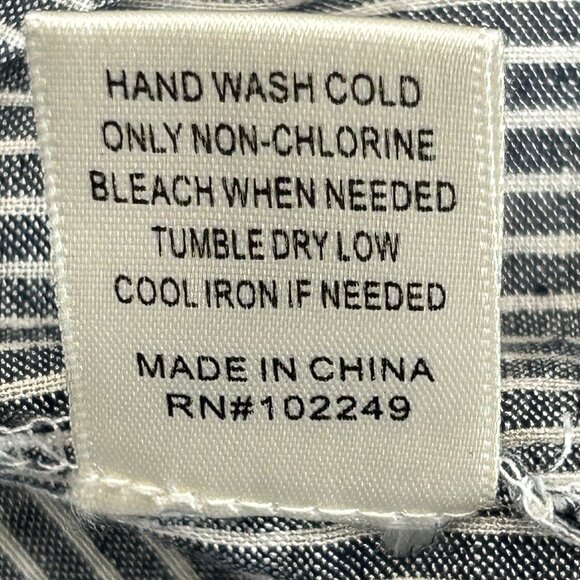 HAND WASH COLD
ONLY NON-CHLORINE
BLEACH WHEN NEEDED
TUMBLE DRY LOW
COOL IRON IF NEEDED
MADE IN CHINA
RN#102249